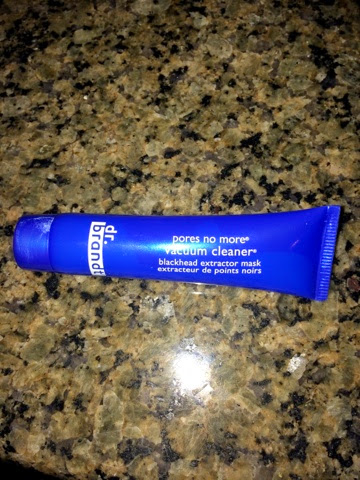 dr.
brandt
pores no more®
vacuum cleaner®
blackhead extractor mask
extracteur de points noirs